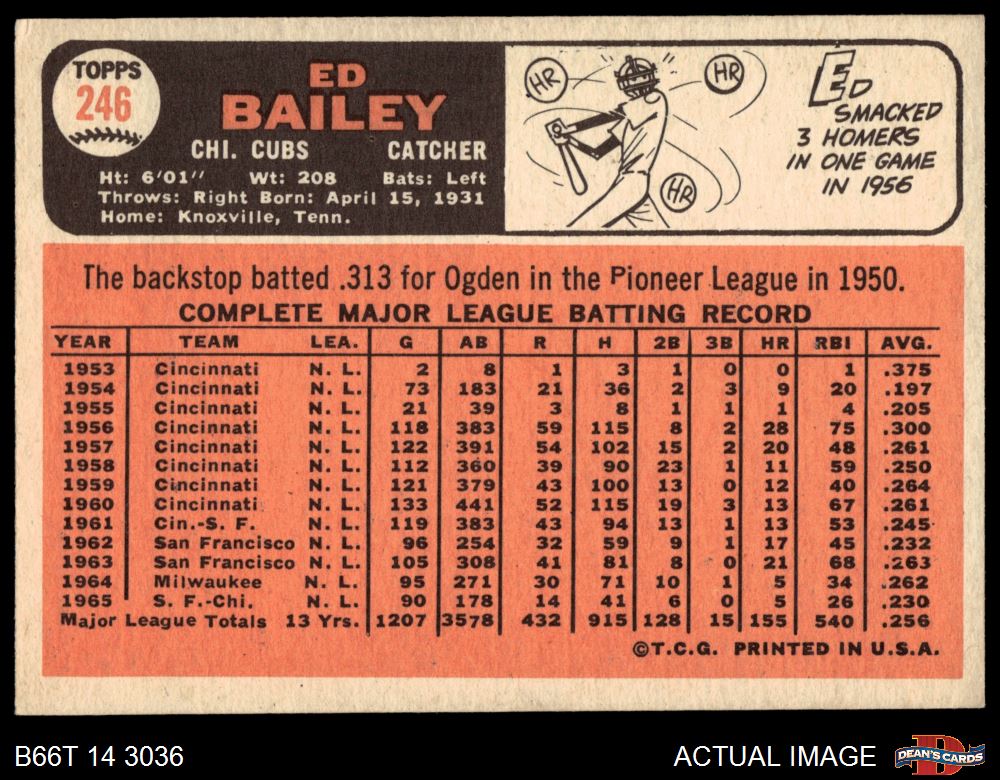 TOPPS
246
ED
BAILEY
CHI. CUBS CATCHER
Ht: 6'01" Wt: 208 Bats: Left
Throws: Right Born: April 15, 1931
Home: Knoxville, Tenn.
HR HR
HR
ED
SMACKED
3 HOMERS
IN ONE GAME
IN 1956
The backstop batted .313 for Ogden in the Pioneer League in 1950.
COMPLETE MAJOR LEAGUE BATTING RECORD
YEAR TEAM LEA. G AB R H 2B 3B HR RBI AVG.
1953 Cincinnati N. L. 2 8 1 3 1 0 0 1 .375
1954 Cincinnati N. L. 73 183 21 36 2 3 9 20 .197
1955 Cincinnati N. L. 21 39 3 8 1 1 1 4 .205
1956 Cincinnati N. L. 118 383 59 115 8 2 28 75 .300
1957 Cincinnati N. L. 122 391 54 102 15 2 20 48 .261
1958 Cincinnati N. L. 112 360 39 90 23 1 11 59 .250
1959 Cincinnati N. L. 121 379 43 100 13 0 12 40 .264
1960 Cincinnati N. L. 133 441 52 115 19 3 13 67 .261
1961 Cin.-S. F. N. L. 119 383 43 94 13 1 13 53 .245
1962 San Francisco N. L. 96 254 32 59 9 1 17 45 .232
1963 San Francisco N. L. 105 308 41 81 8 0 21 68 .263
1964 Milwaukee N. L. 95 271 30 71 10 1 5 34 .262
1965 S. F.-Chi. N. L. 90 178 14 41 6 0 5 26 .230
Major League Totals 13 Yrs. 1207 3578 432 915 128 15 155 540 .256
©T.C.G. PRINTED IN U.S.A.
B66T 14 3036 ACTUAL IMAGE DEAN'S CARDS